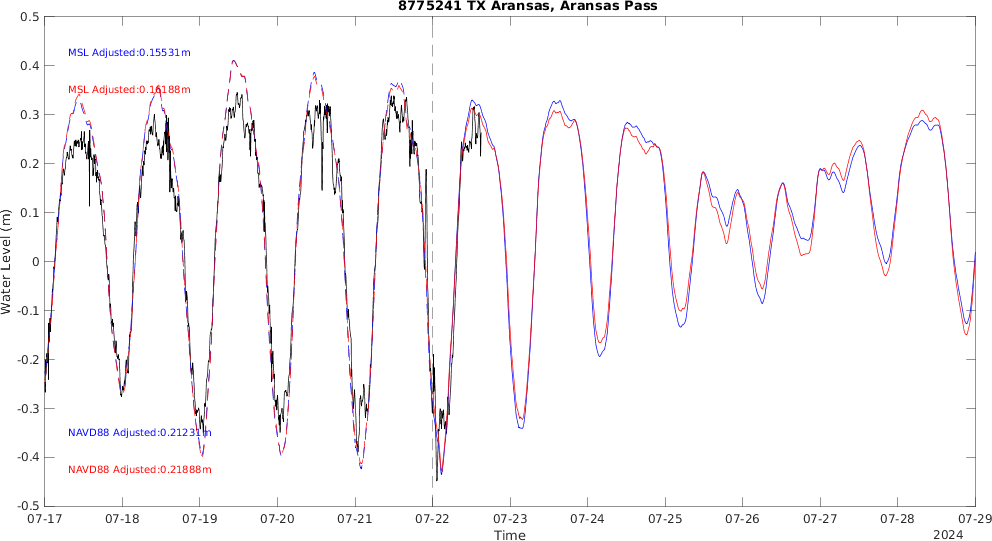 8775241 TX Aransas, Aransas Pass
0.5
MSL Adjusted:0.15531m
0.4
MSL Adjusted:0.16188m
0.3
0.2
0.1
Water Level (m)
0
-0.1
-0.2
-0.3
NAVD88 Adjusted:0.21231m
-0.4
NAVD88 Adjusted:0.21888m
-0.5
07-17 07-18 07-19 07-20 07-21 07-22 07-23 07-24 07-25 07-26 07-27 07-28 07-29
Time
2024